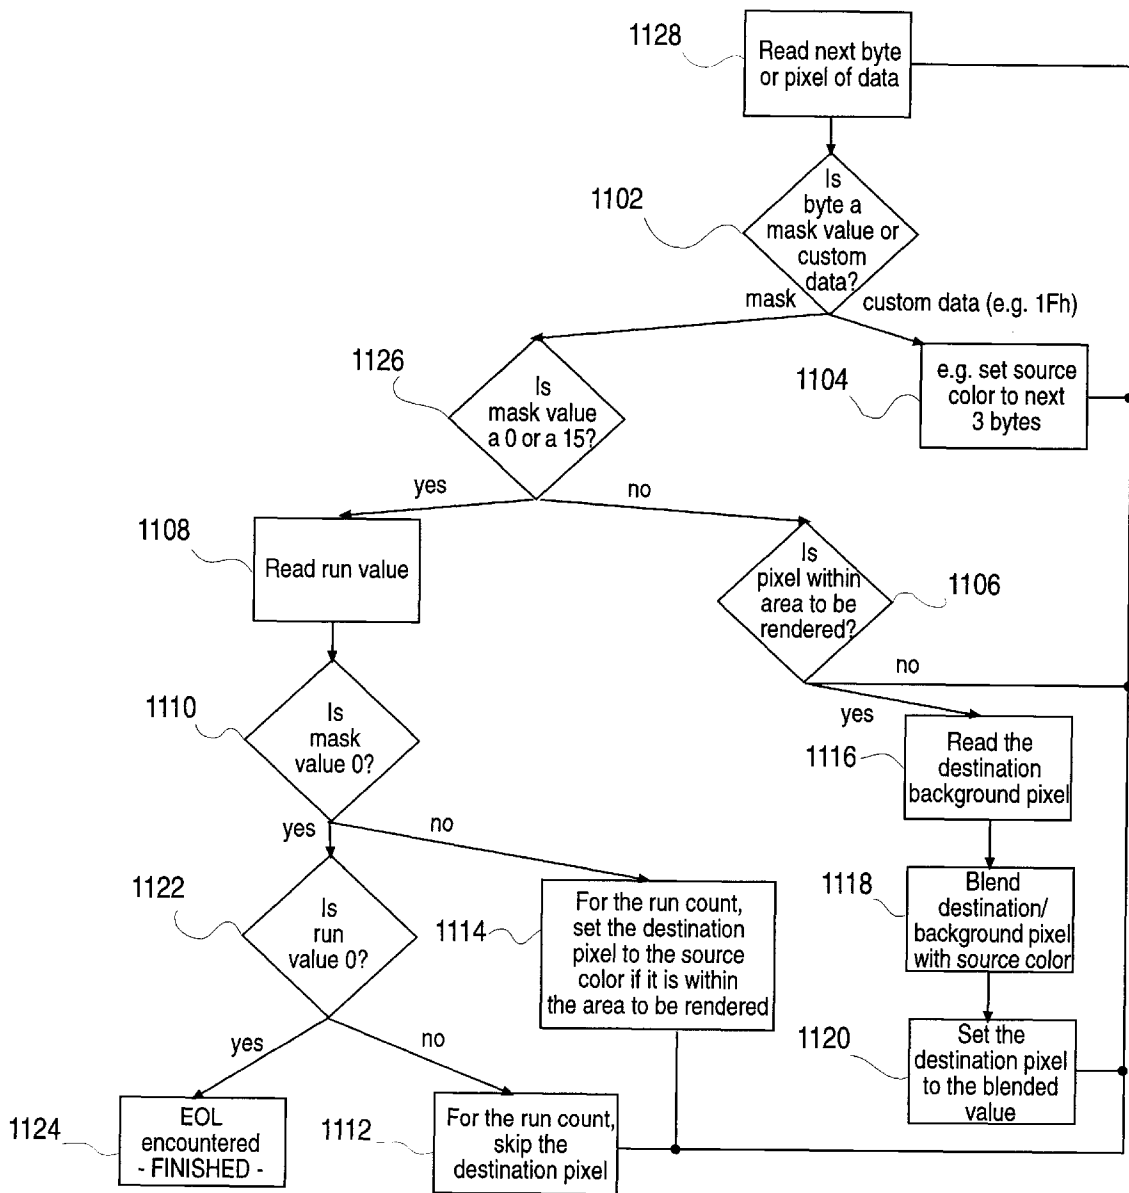 1128
Read next byte
or pixel of data
1102
Is
byte a
mask value or
custom
data?
mask
custom data (e.g. 1Fh)
1126
Is
mask value
a 0 or a 15?
1104
e.g. set source
color to next
3 bytes
yes
no
1108
Read run value
Is
pixel within
area to be
rendered?
1106
no
yes
1110
Is
mask
value 0?
1116
Read the
destination
background pixel
yes
no
1122
Is
run
value 0?
1114
For the run count,
set the destination
pixel to the source
color if it is within
the area to be rendered
1118
Blend
destination/
background pixel
with source color
yes
no
1120
Set the
destination pixel
to the blended
value
1124
EOL
encountered
- FINISHED -
1112
For the run count,
skip the
destination pixel